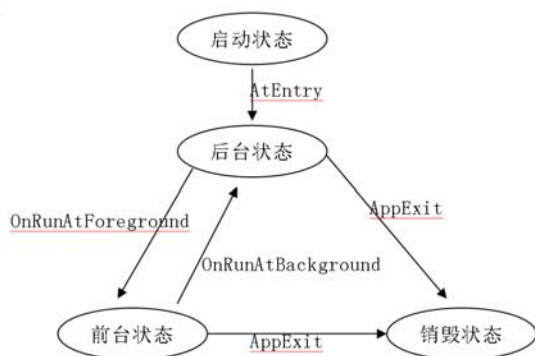 启动状态
AtEntry
后台状态
AppExit
OnRunAtForeground
OnRunAtBackground
前台状态
AppExit
销毁状态